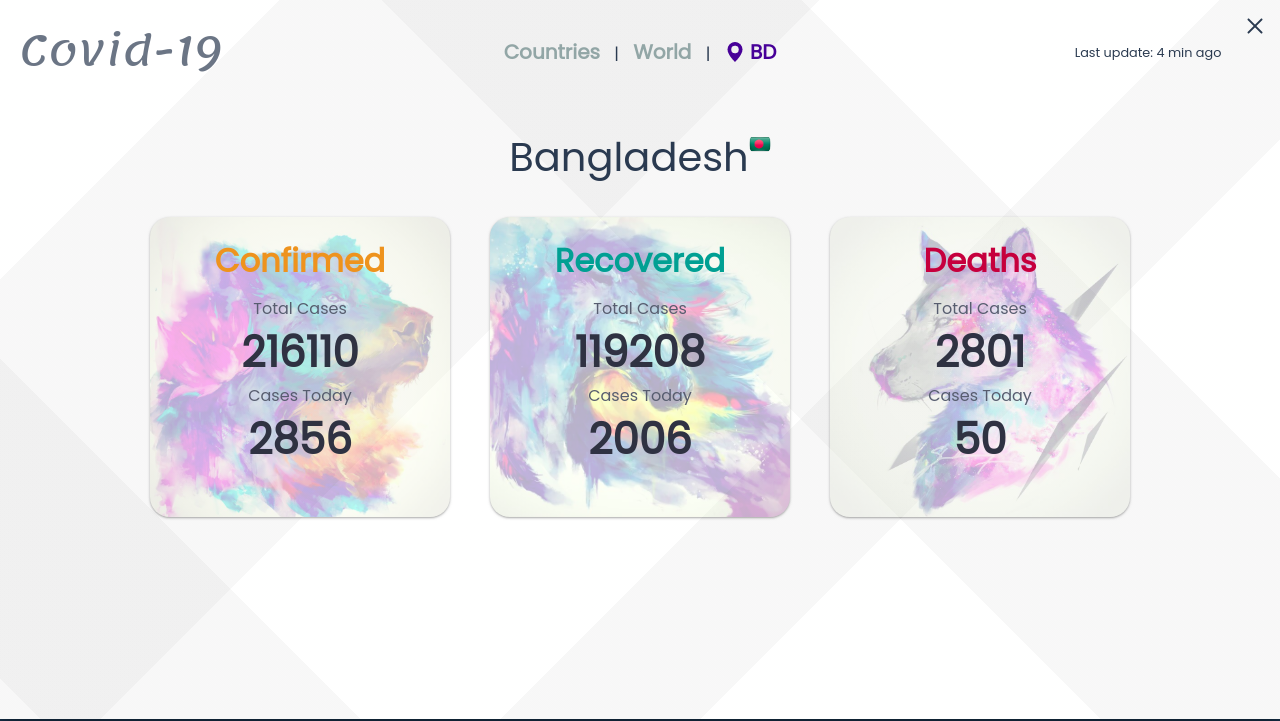 Covid-19
Countries | World | BD
Last update: 4 min ago
Bangladesh
Confirmed
Total Cases
216110
Cases Today
2856
Recovered
Total Cases
119208
Cases Today
2006
Deaths
Total Cases
2801
Cases Today
50